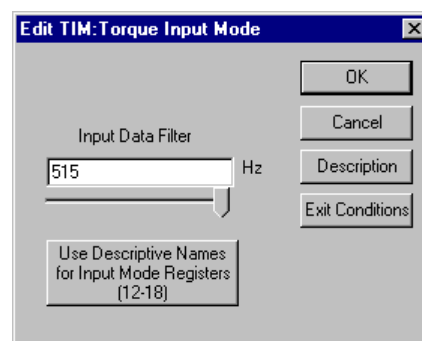 Edit TIM:Torque Input Mode
OK
Cancel
Input Data Filter
515 Hz
Description
Exit Conditions
Use Descriptive Names
for Input Mode Registers
(12-18)